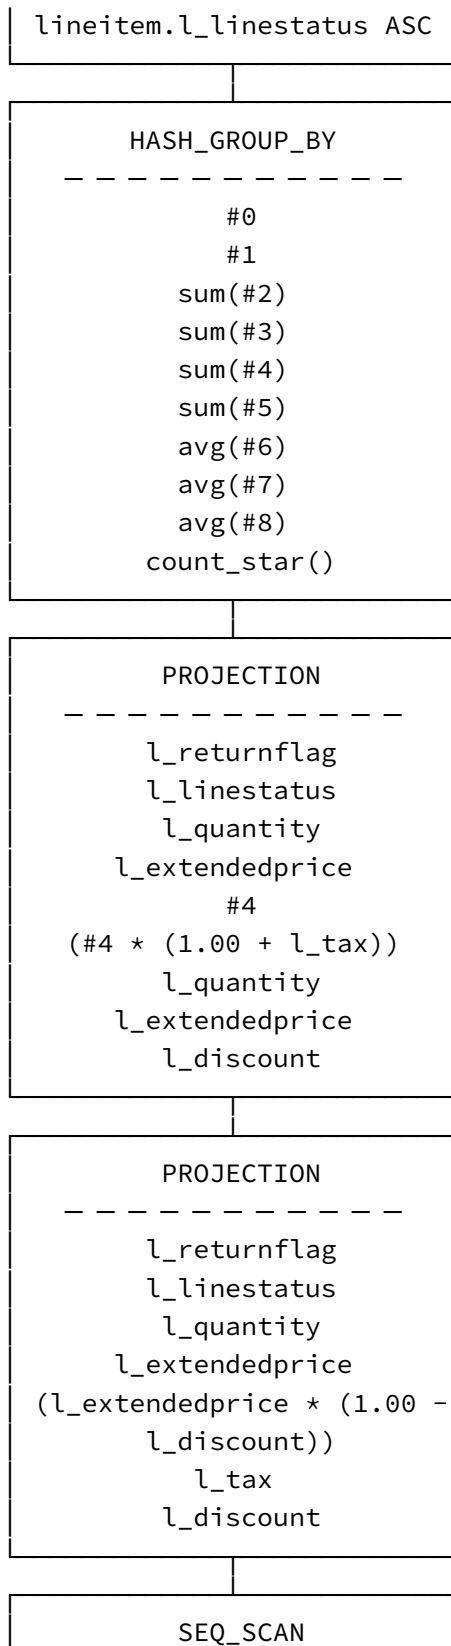 lineitem.l_linestatus ASC
HASH_GROUP_BY
#0
#1
sum(#2)
sum(#3)
sum(#4)
sum(#5)
avg(#6)
avg(#7)
avg(#8)
count_star()
PROJECTION
l_returnflag
l_linestatus
l_quantity
l_extendedprice
#4
(#4 * (1.00 + l_tax))
l_quantity
l_extendedprice
l_discount
PROJECTION
l_returnflag
l_linestatus
l_quantity
l_extendedprice
(l_extendedprice * (1.00 -
l_discount))
l_tax
l_discount
SEQ_SCAN